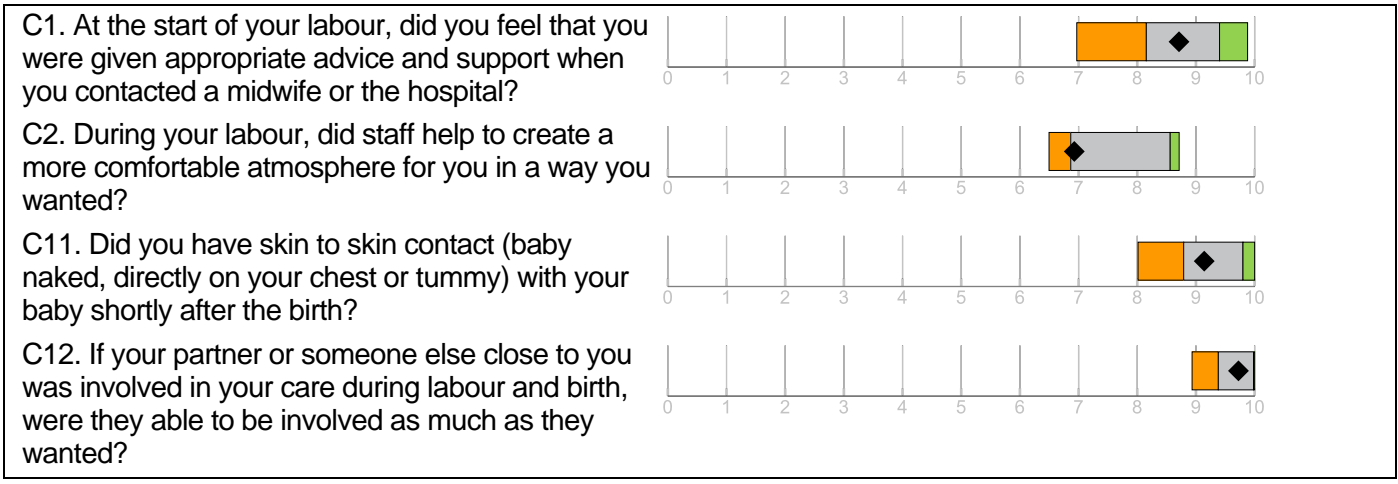 C1. At the start of your labour, did you feel that you
were given appropriate advice and support when
you contacted a midwife or the hospital?
0 1 2 3 4 5 6 7 8 9 10
C2. During your labour, did staff help to create a
more comfortable atmosphere for you in a way you
wanted?
0 1 2 3 4 5 6 7 8 9 10
C11. Did you have skin to skin contact (baby
naked, directly on your chest or tummy) with your
baby shortly after the birth?
0 1 2 3 4 5 6 7 8 9 10
C12. If your partner or someone else close to you
was involved in your care during labour and birth,
were they able to be involved as much as they
wanted?
0 1 2 3 4 5 6 7 8 9 10